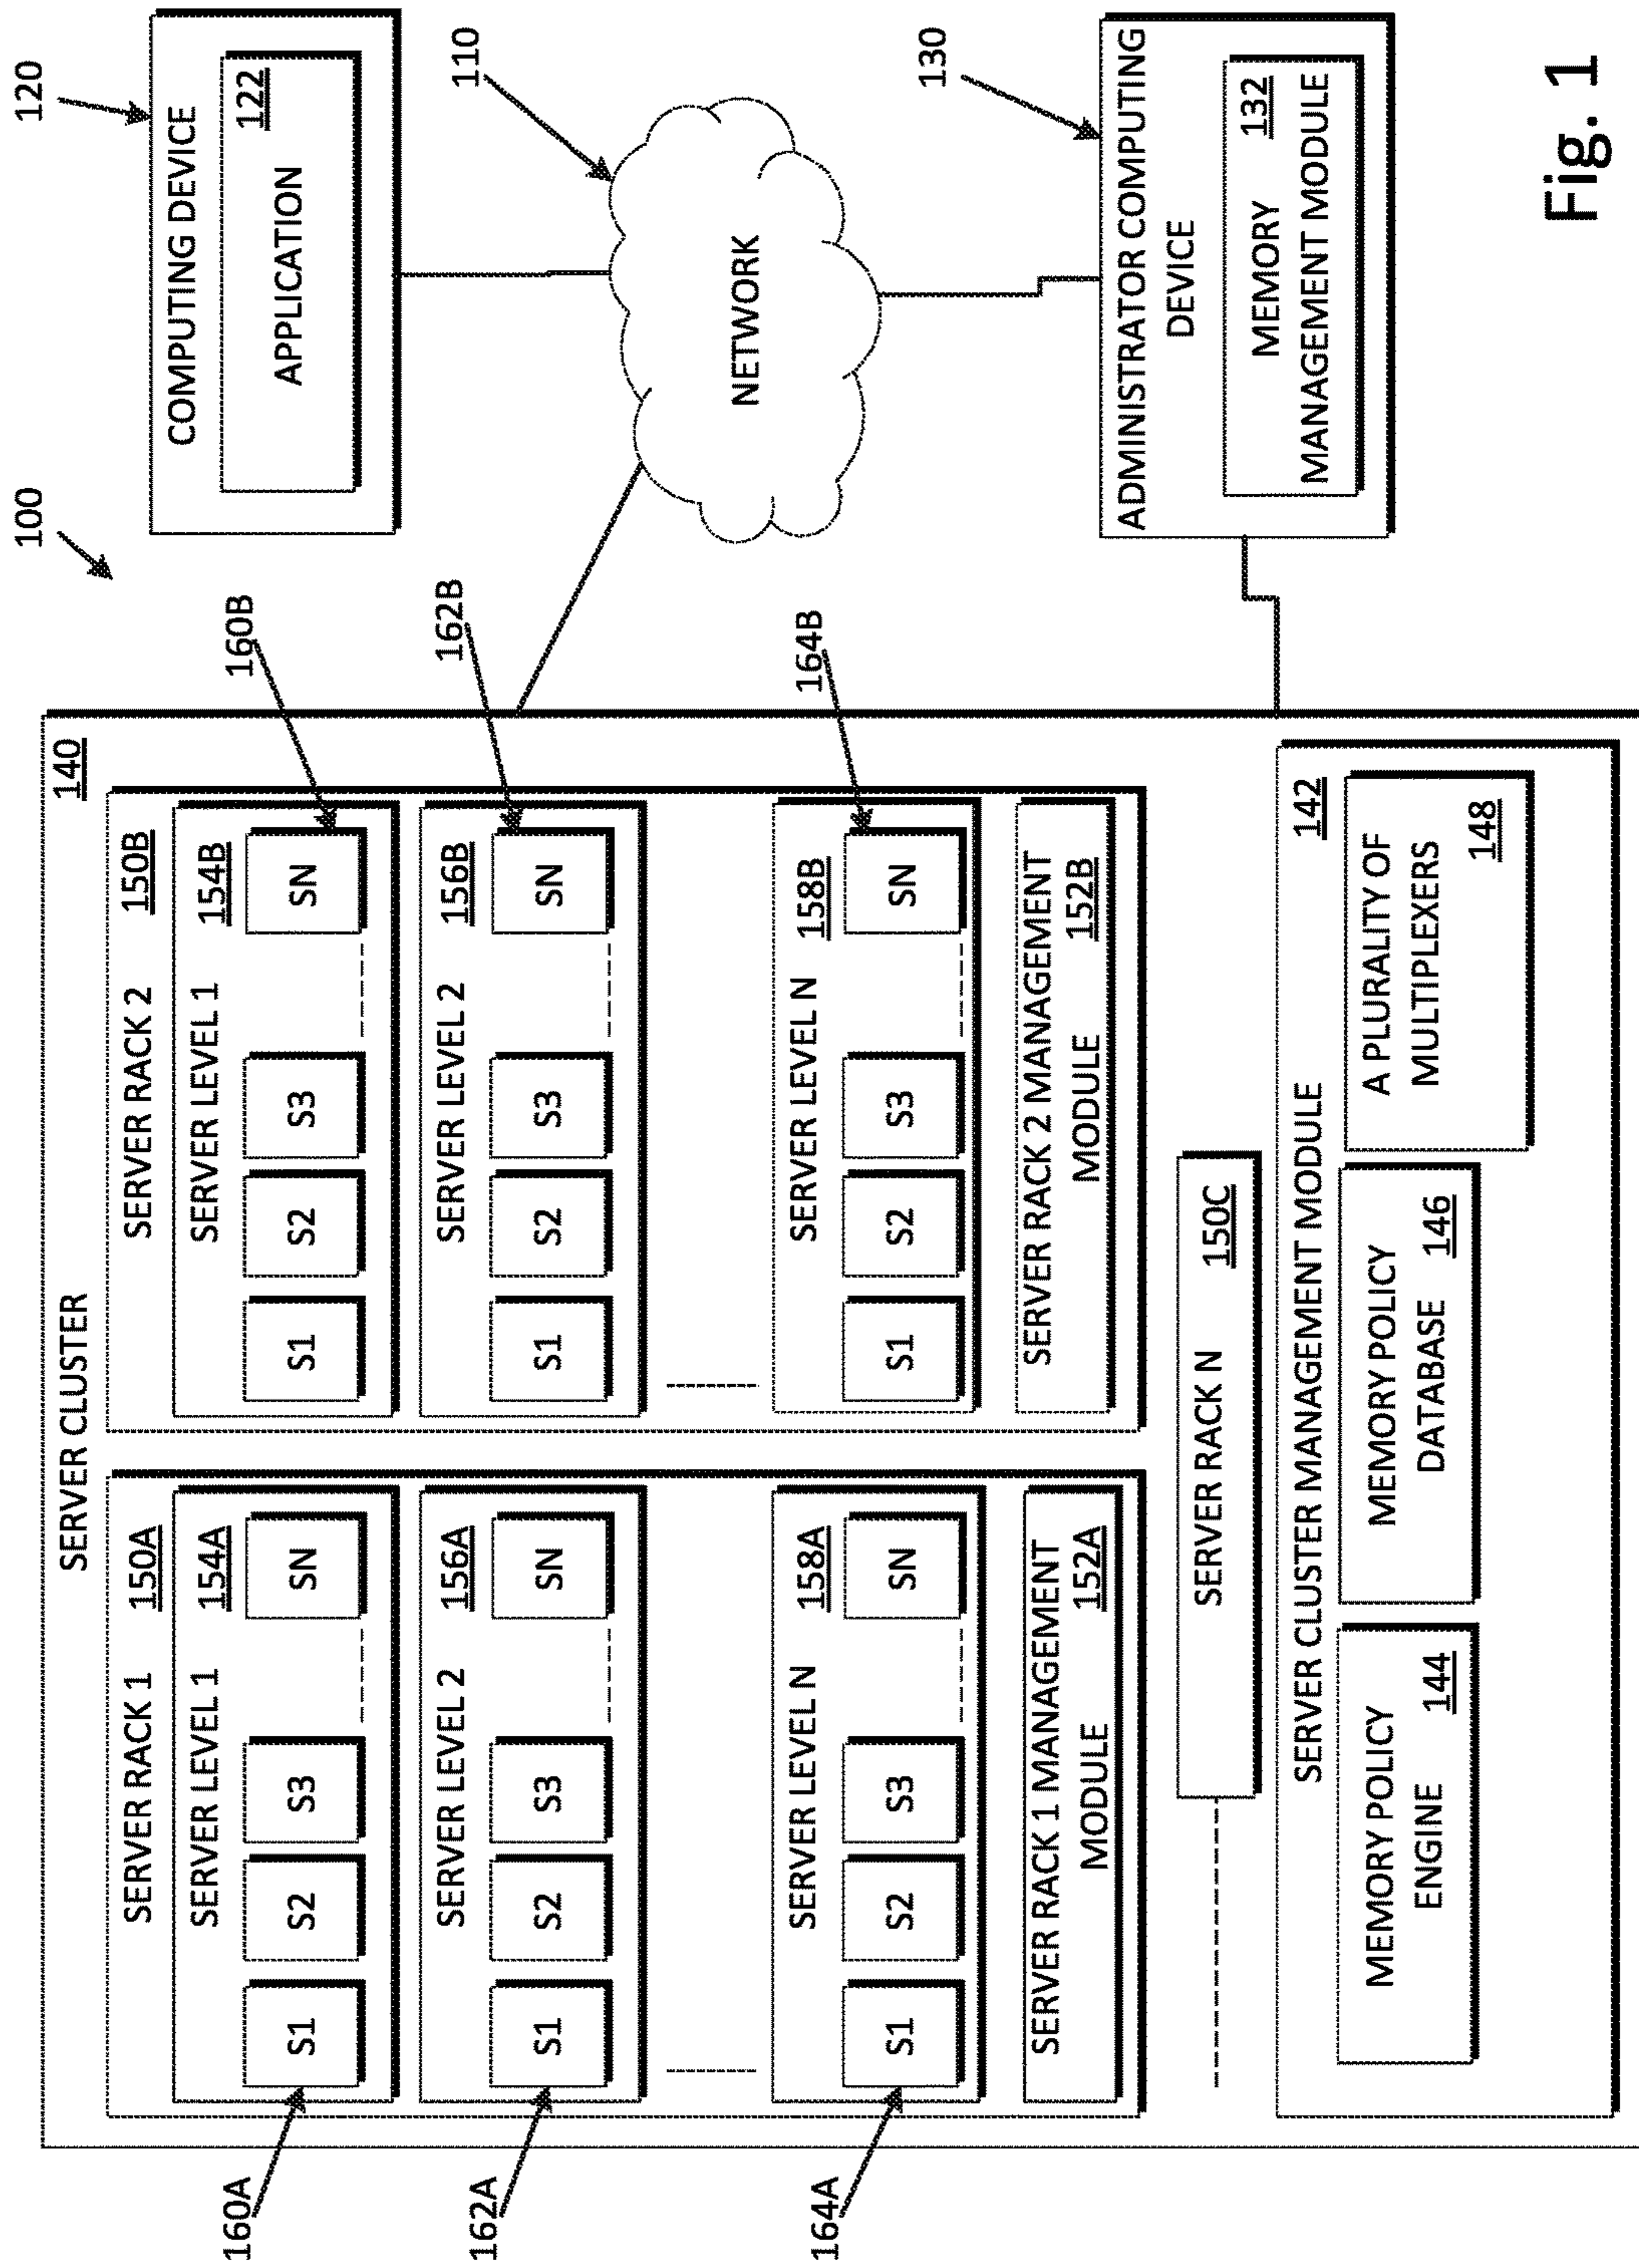 100
SERVER CLUSTER
140
SERVER RACK 1
150A
SERVER LEVEL 1
154A
S1
S2
S3
SN
160A
SERVER LEVEL 2
156A
S1
S2
S3
SN
162A
SERVER LEVEL N
158A
S1
S2
S3
SN
164A
SERVER RACK 1 MANAGEMENT
MODULE
152A
SERVER RACK 2
150B
SERVER LEVEL 1
154B
S1
S2
S3
SN
160B
SERVER LEVEL 2
156B
S1
S2
S3
SN
162B
SERVER LEVEL N
158B
S1
S2
S3
SN
164B
SERVER RACK 2 MANAGEMENT
MODULE
152B
SERVER RACK N
150C
SERVER CLUSTER MANAGEMENT MODULE
142
MEMORY POLICY
ENGINE
144
MEMORY POLICY
DATABASE
146
A PLURALITY OF
MULTIPLEXERS
148
120
COMPUTING DEVICE
122
APPLICATION
110
NETWORK
130
ADMINISTRATOR COMPUTING
DEVICE
MEMORY
132
MANAGEMENT MODULE
Fig. 1